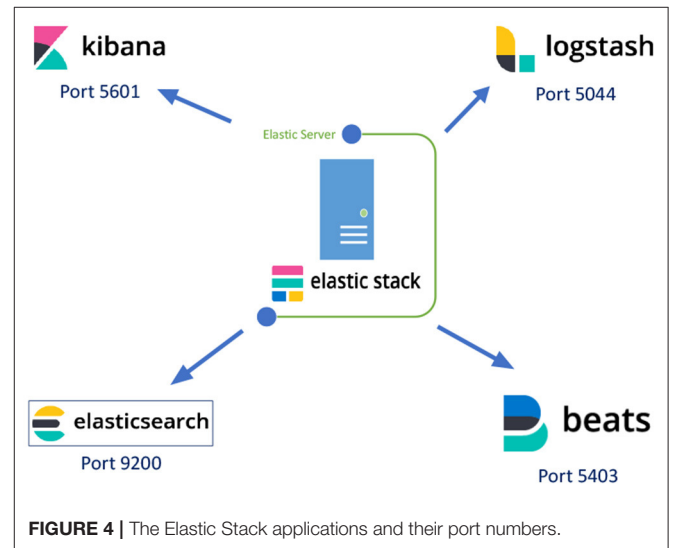 kibana
Port 5601
logstash
Port 5044
Elastic Server
elastic stack
elasticsearch
Port 9200
beats
Port 5403
FIGURE 4 | The Elastic Stack applications and their port numbers.